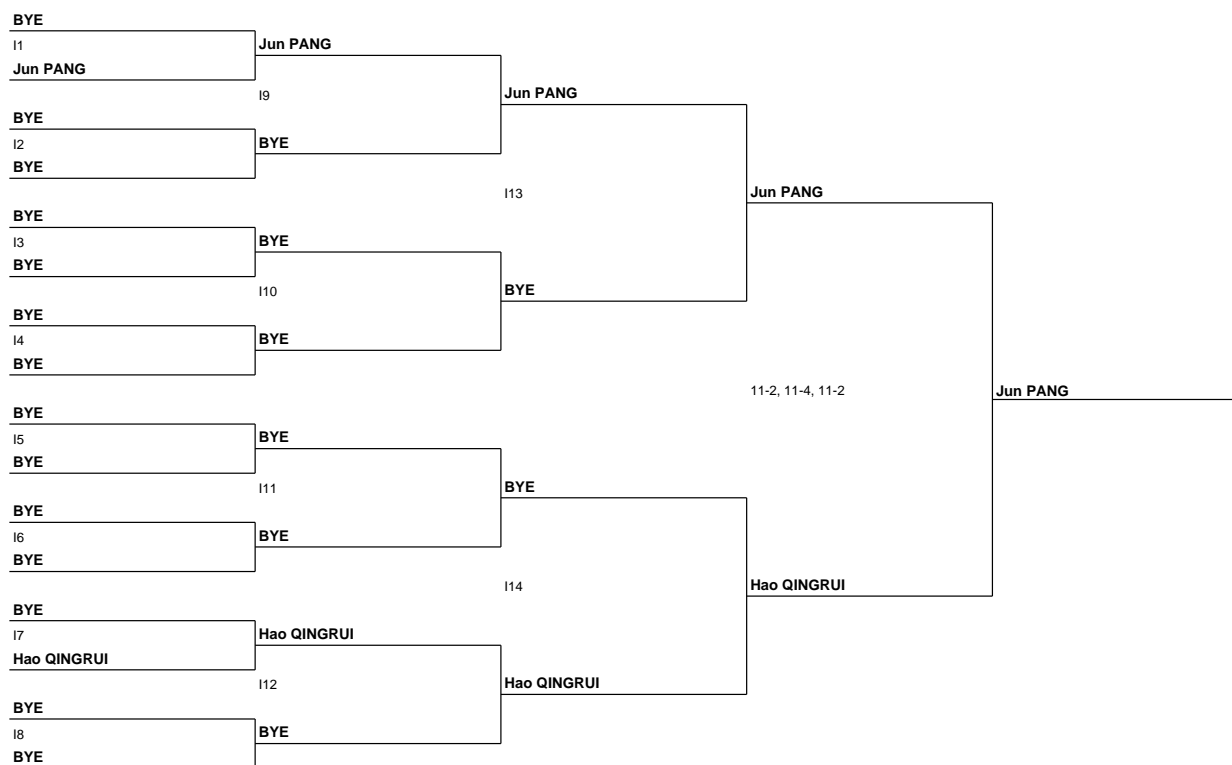 BYE
I1
Jun PANG
BYE
I2
BYE
BYE
I3
BYE
BYE
I4
BYE
BYE
I5
BYE
BYE
I6
BYE
BYE
I7
Hao QINGRUI
BYE
I8
BYE
Jun PANG
I9
BYE
BYE
I10
BYE
BYE
I11
BYE
Hao QINGRUI
I12
BYE
Jun PANG
I13
BYE
BYE
I14
Hao QINGRUI
Jun PANG
11-2, 11-4, 11-2
Hao QINGRUI
Jun PANG